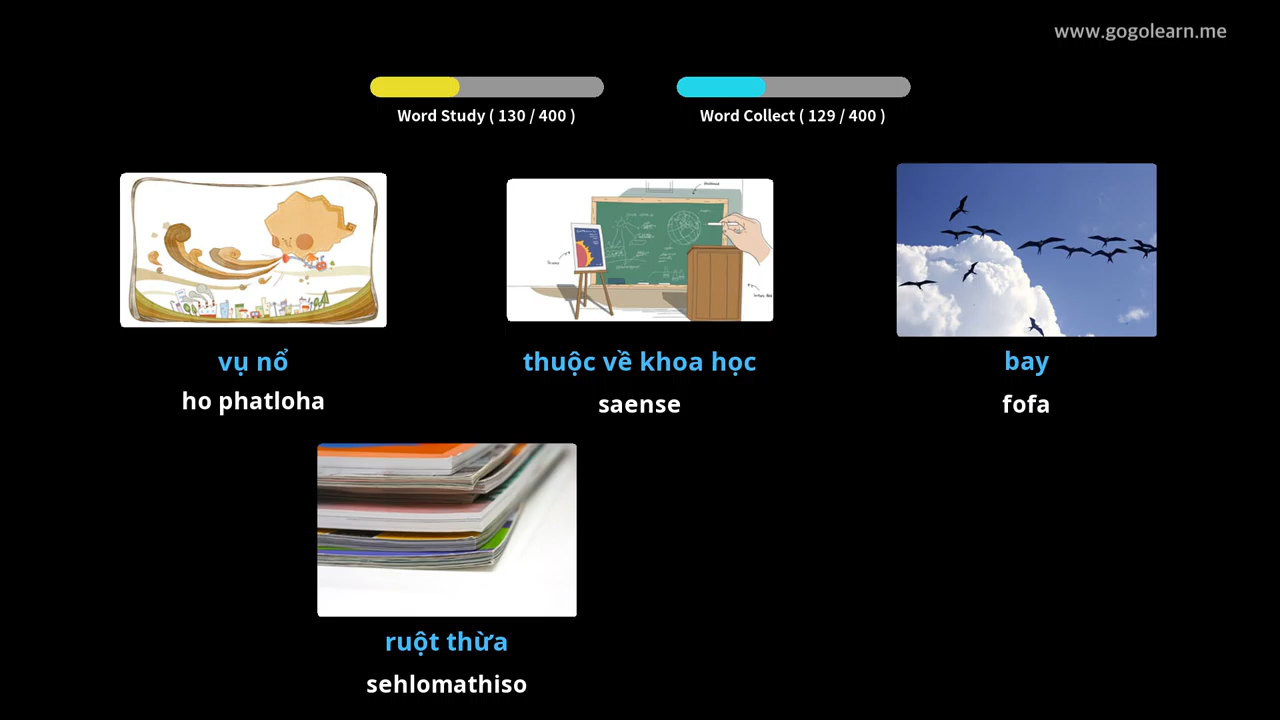 www.gogolearn.me
Word Study ( 130 / 400 )
Word Collect ( 129 / 400 )
vụ nổ
ho phatloha
thuộc về khoa học
saense
bay
fofa
ruột thừa
sehlomathiso